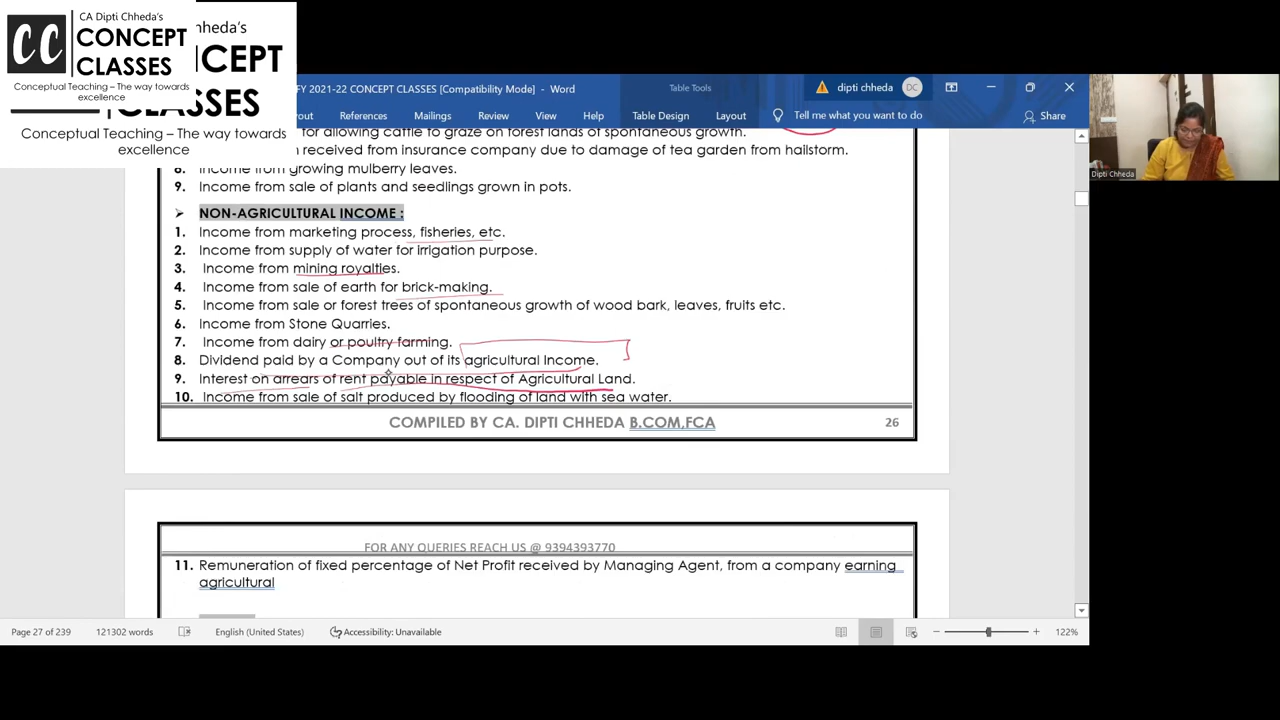 CA Dipti Chheda's
CONCEPT
CLASSES
Conceptual Teaching – The way towards
excellence
hheda's
CEPT
CLASSES
Conceptual Teaching – The way towards
excellence
FY 2021-22 CONCEPT CLASSES [Compatibility Mode] - Word
Table Tools
dipti chheda
DC
References
Mailings
Review
View
Help
Table Design
Layout
Tell me what you want to do
Share
Dipti Chheda
for allowing cattle to graze on forest lands of spontaneous growth.
received from insurance company due to damage of tea garden from hailstorm.
8. Income from growing mulberry leaves.
9. Income from sale of plants and seedlings grown in pots.
➢ NON-AGRICULTURAL INCOME :
1. Income from marketing process, fisheries, etc.
2. Income from supply of water for irrigation purpose.
3. Income from mining royalties.
4. Income from sale of earth for brick-making.
5. Income from sale or forest trees of spontaneous growth of wood bark, leaves, fruits etc.
6. Income from Stone Quarries.
7. Income from dairy or poultry farming.
8. Dividend paid by a Company out of its agricultural Income.
9. Interest on arrears of rent payable in respect of Agricultural Land.
10. Income from sale of salt produced by flooding of land with sea water.
COMPILED BY CA. DIPTI CHHEDA B.COM,FCA
26
FOR ANY QUERIES REACH US @ 9394393770
11. Remuneration of fixed percentage of Net Profit received by Managing Agent, from a company earning
agricultural
Page 27 of 239
121302 words
English (United States)
Accessibility: Unavailable
122%